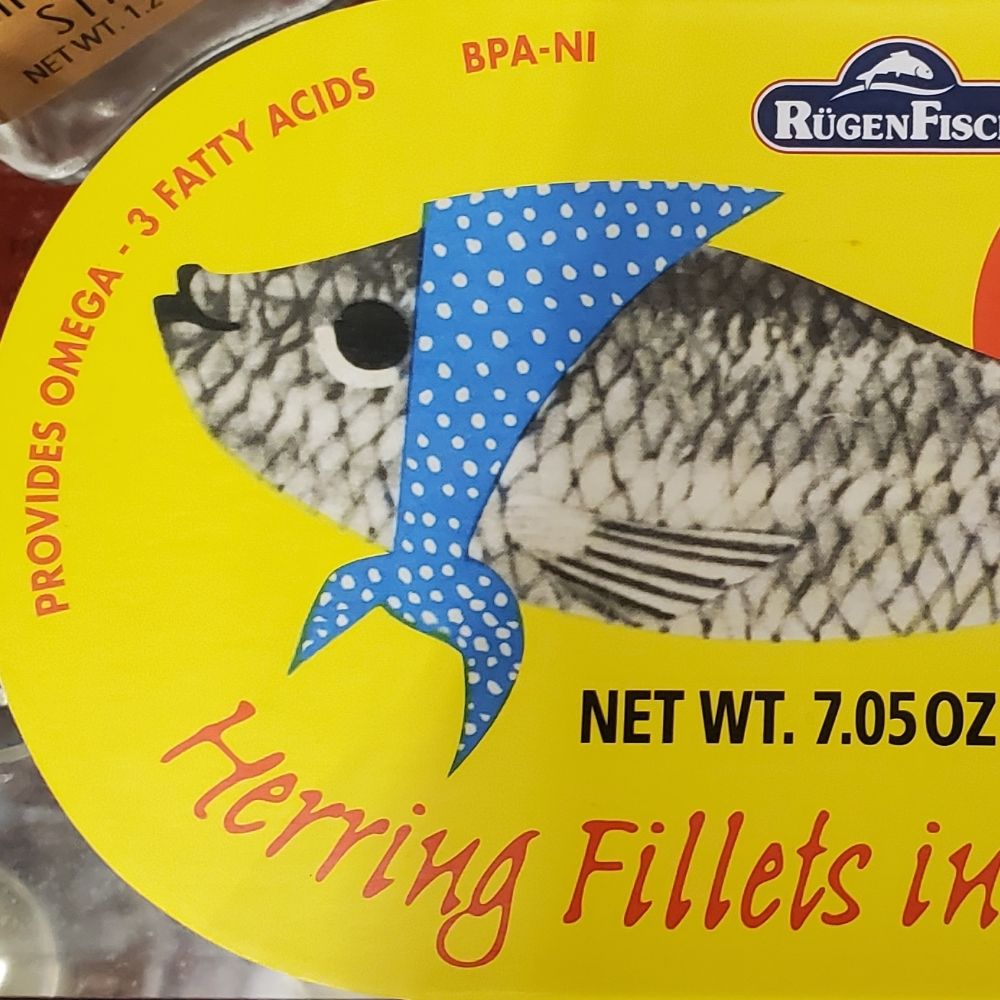 NET WT. 1.2
PROVIDES OMEGA - 3 FATTY ACIDS
BPA-NI
RÜGENFISC
NET WT. 7.05 OZ
Herring Fillets in